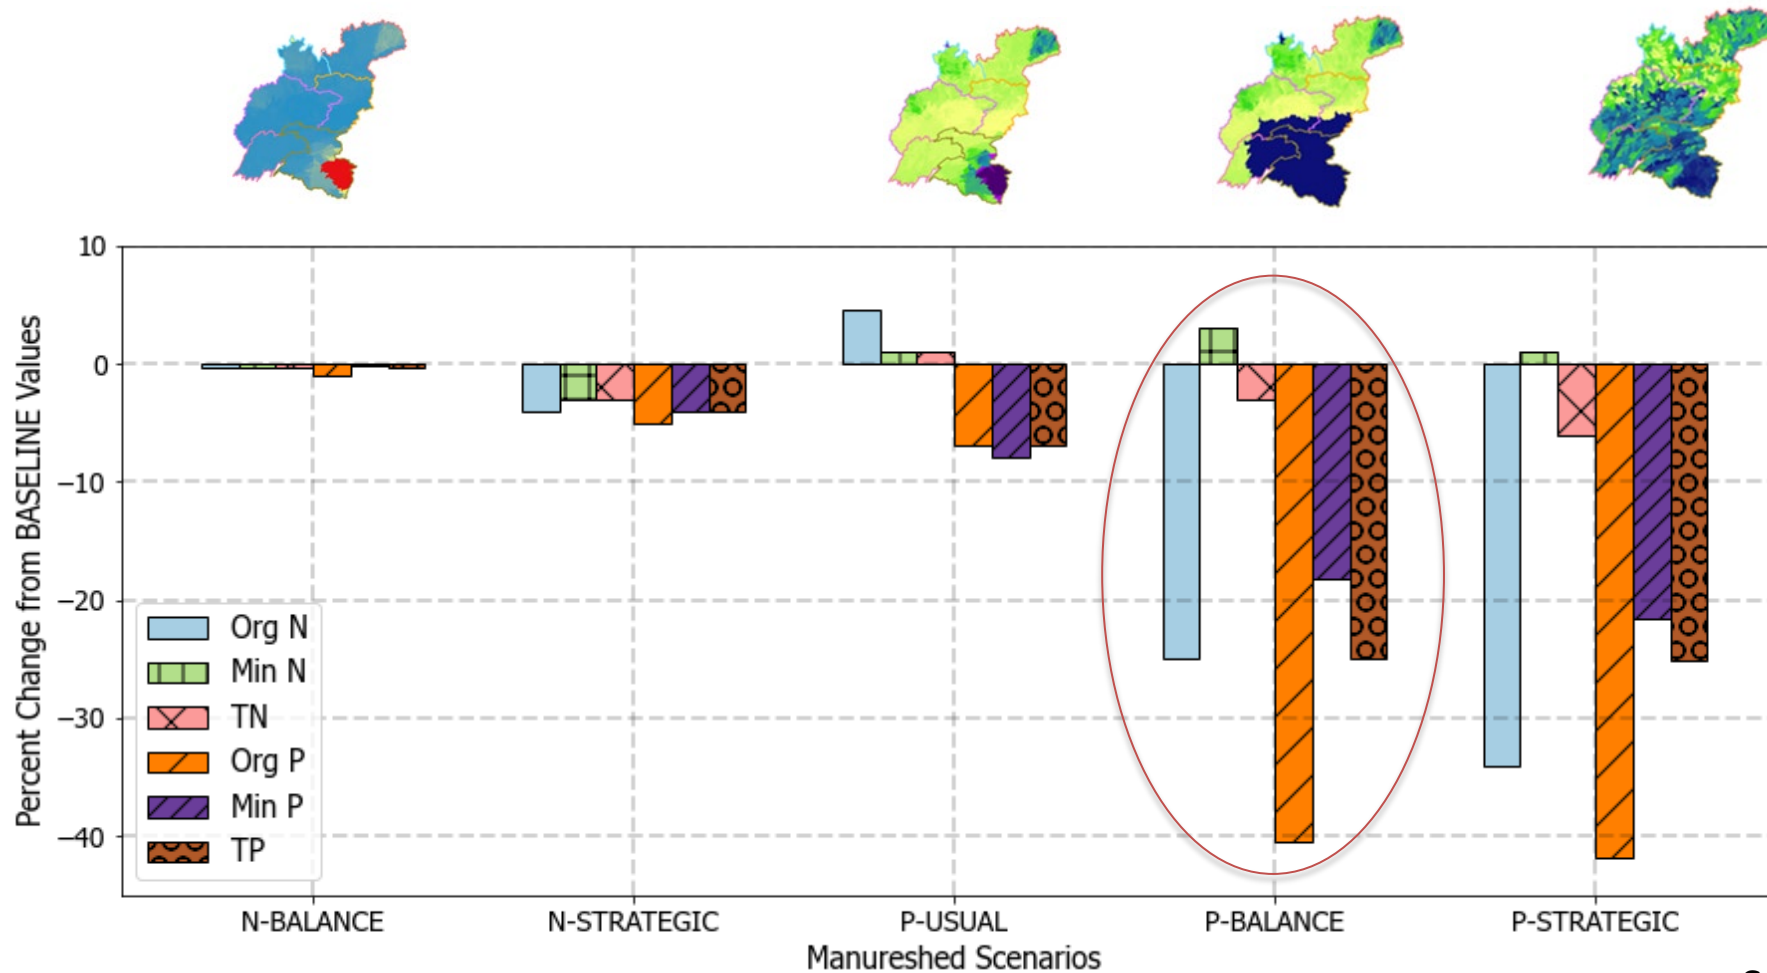 10
0
−10
−20
−30
−40
Percent Change from BASELINE Values
Org N
Min N
TN
Org P
Min P
TP
N-BALANCE
N-STRATEGIC
P-USUAL
P-BALANCE
P-STRATEGIC
Manureshed Scenarios